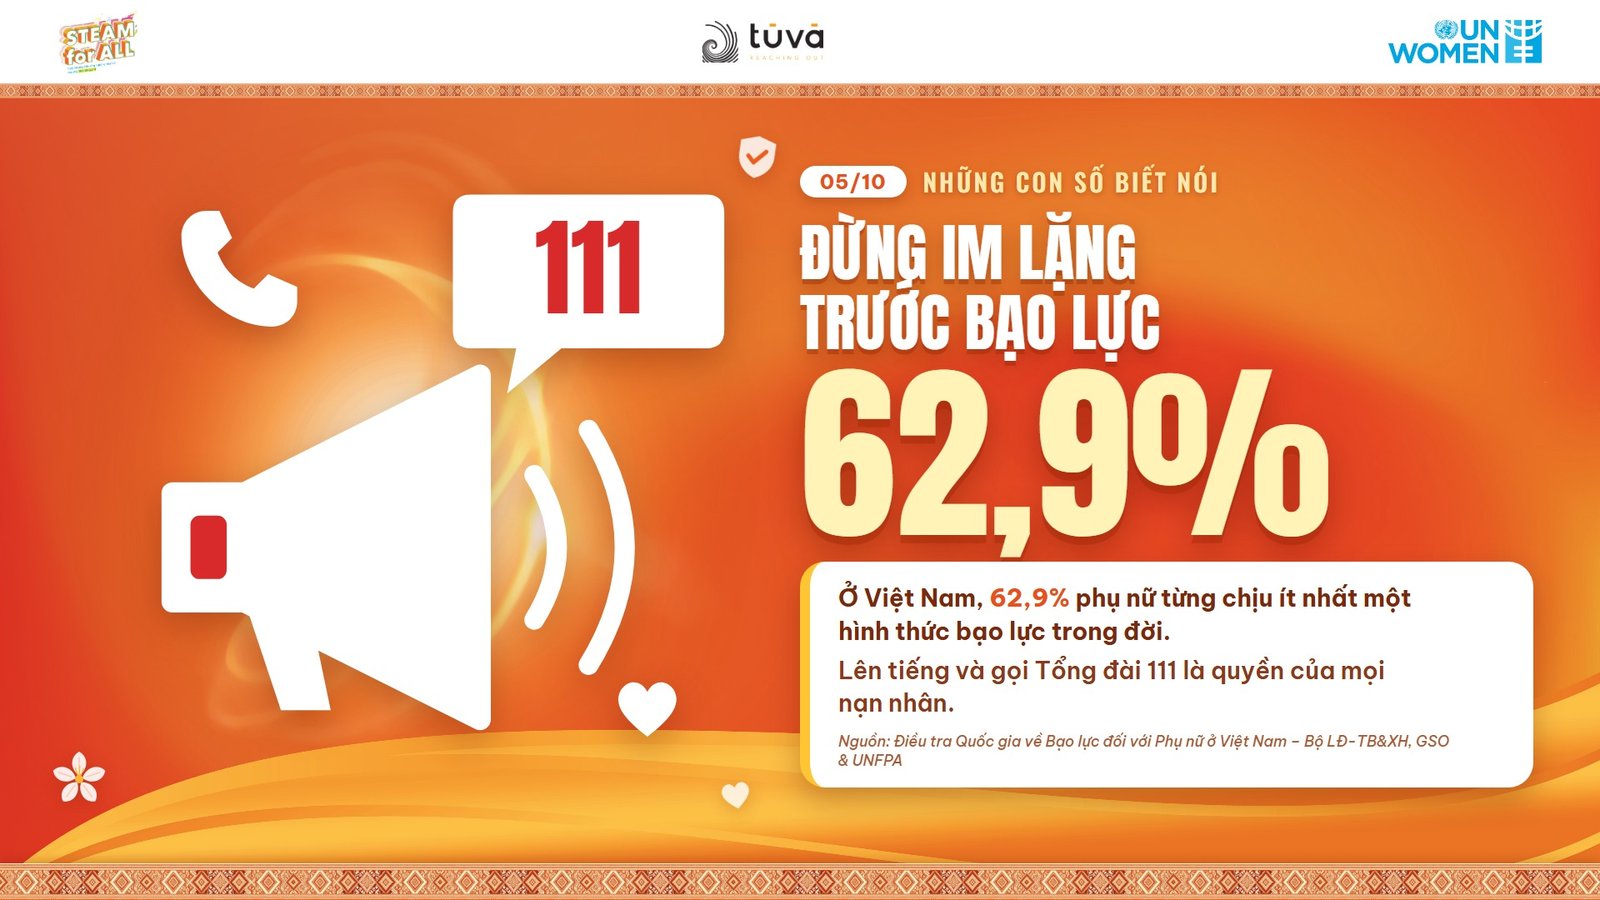 STEAM
for ALL
tūvā
REACHING OUT
UN
WOMEN
111
05/10 NHỮNG CON SỐ BIẾT NÓI
ĐỪNG IM LẶNG
TRƯỚC BẠO LỰC
62,9%
Ở Việt Nam, 62,9% phụ nữ từng chịu ít nhất một
hình thức bạo lực trong đời.
Lên tiếng và gọi Tổng đài 111 là quyền của mọi
nạn nhân.
Nguồn: Điều tra Quốc gia về Bạo lực đối với Phụ nữ ở Việt Nam – Bộ LĐ-TB&XH, GSO
& UNFPA